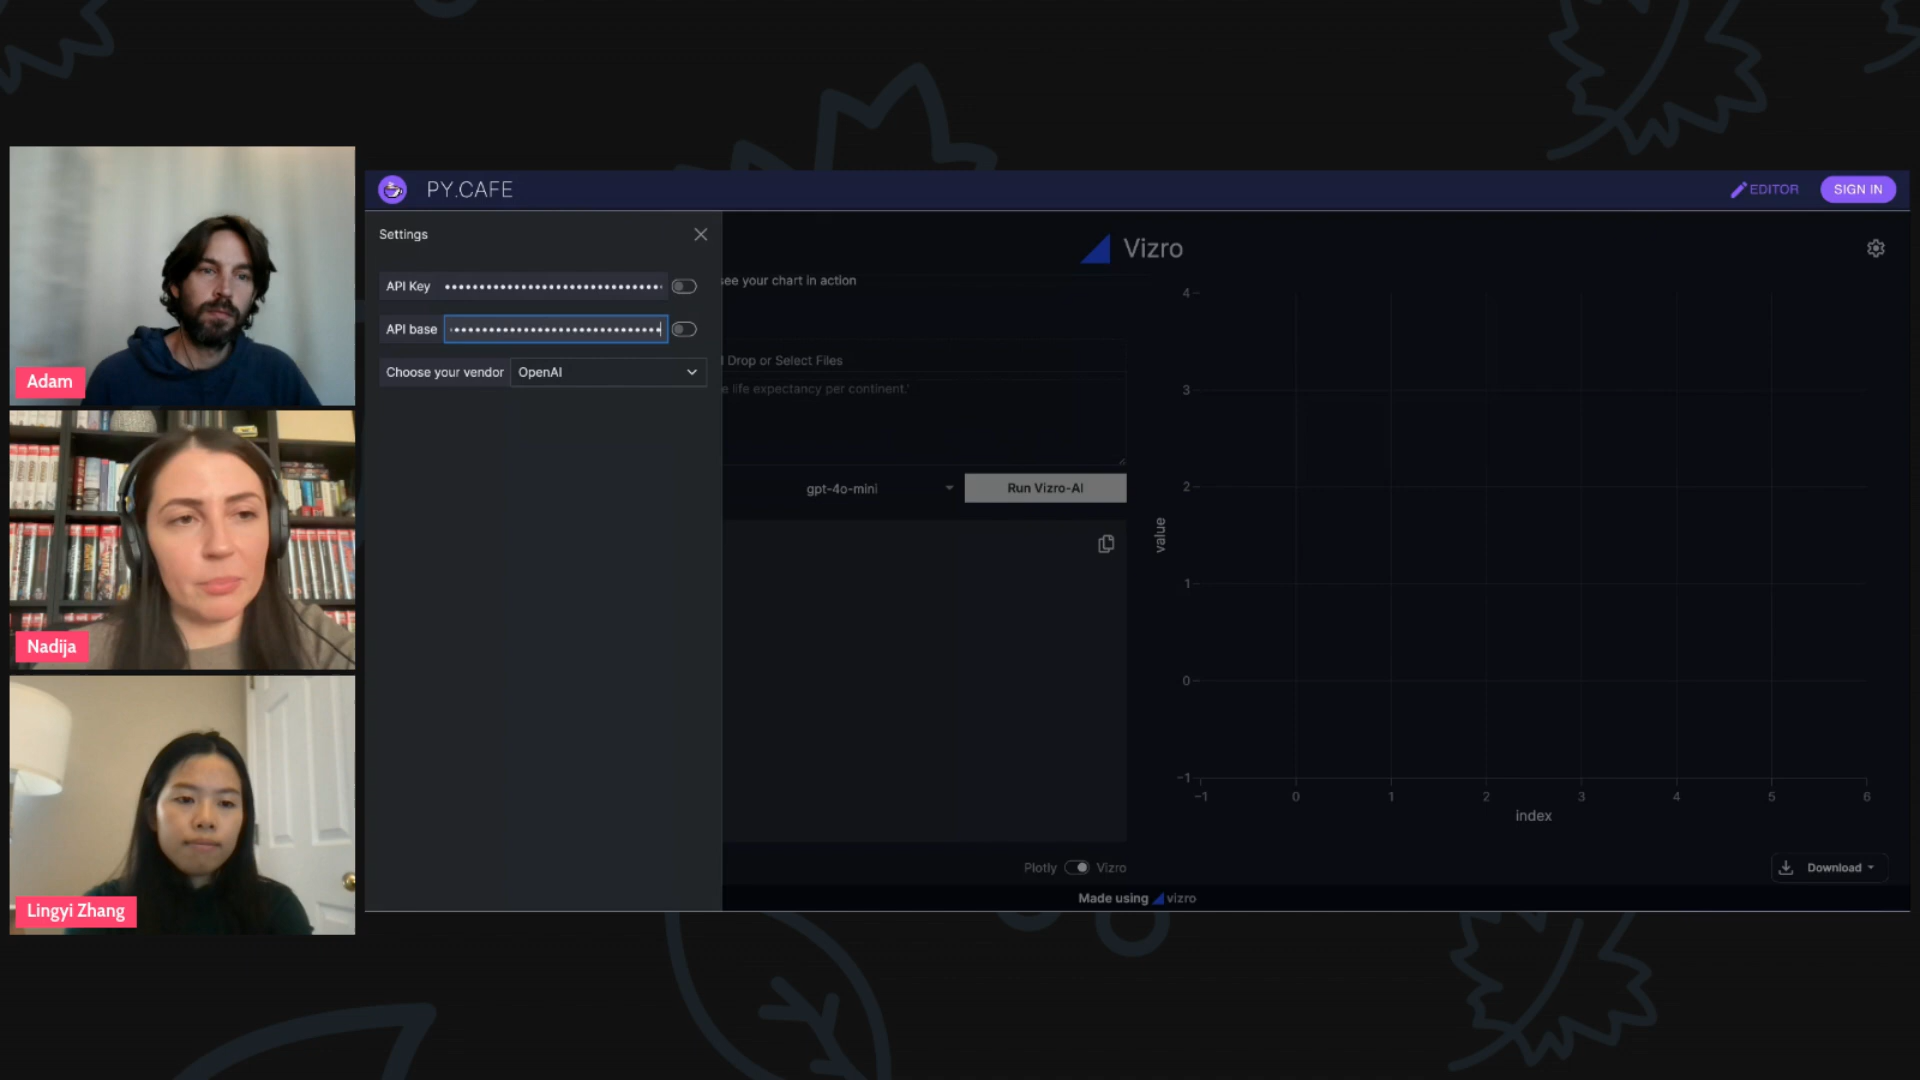 PY.CAFE
EDITOR
SIGN IN
Settings
API Key
API base
Choose your vendor
OpenAI
Vizro
see your chart in action
Drop or Select Files
life expectancy per continent.'
gpt-4o-mini
Run Vizro-AI
Plotly
Vizro
4
3
2
1
0
−1
value
−1
0
1
2
3
4
5
6
index
Download
Made using vizro
Adam
Nadija
Lingyi Zhang